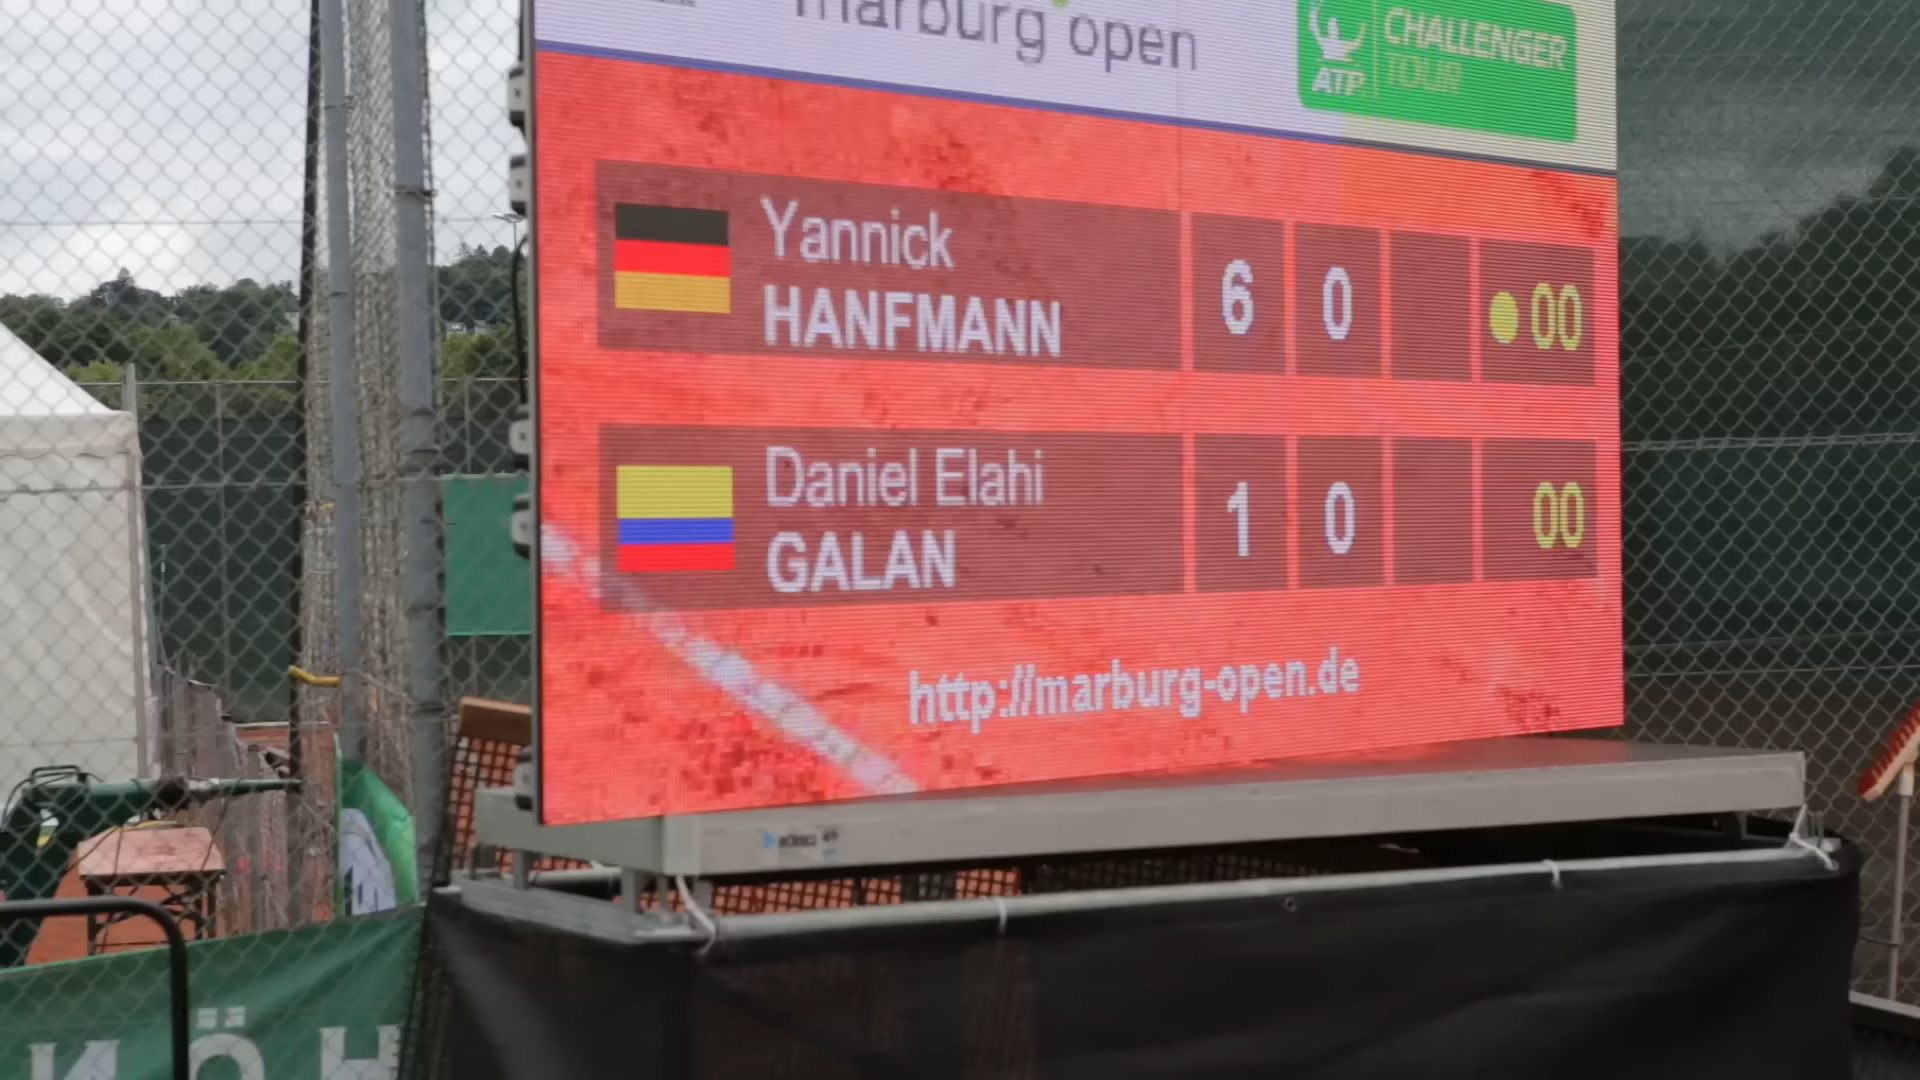 marburg open
ATP CHALLENGER
TOUR
Yannick
HANFMANN 6 0 00
Daniel Elahi
GALAN 1 0 00
http://marburg-open.de